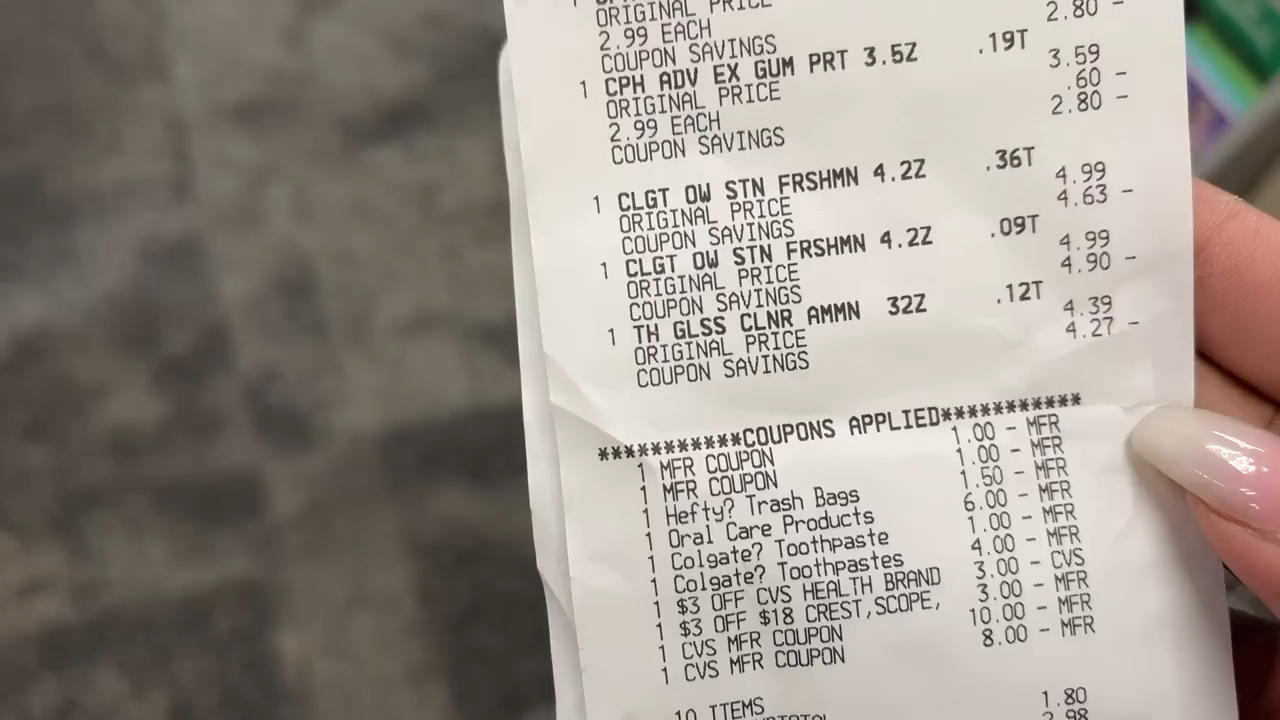 ORIGINAL PRICE 2.80 -
2.99 EACH
COUPON SAVINGS
1 CPH ADV EX GUM PRT 3.5Z .19T
ORIGINAL PRICE 3.59
2.99 EACH .60 -
COUPON SAVINGS 2.80 -
1 CLGT OW STN FRSHMN 4.2Z .36T
ORIGINAL PRICE 4.99
COUPON SAVINGS 4.63 -
1 CLGT OW STN FRSHMN 4.2Z .09T
ORIGINAL PRICE 4.99
COUPON SAVINGS 4.90 -
1 TH GLSS CLNR AMMN 32Z .12T
ORIGINAL PRICE 4.39
COUPON SAVINGS 4.27 -
***********COUPONS APPLIED***********
1 MFR COUPON 1.00 - MFR
1 MFR COUPON 1.00 - MFR
1 Hefty? Trash Bags 1.50 - MFR
1 Oral Care Products 6.00 - MFR
1 Colgate? Toothpaste 1.00 - MFR
1 Colgate? Toothpastes 4.00 - MFR
1 $3 OFF CVS HEALTH BRAND 3.00 - CVS
1 $3 OFF $18 CREST,SCOPE, 3.00 - MFR
1 CVS MFR COUPON 10.00 - MFR
1 CVS MFR COUPON 8.00 - MFR
10 ITEMS
1.80
2.98